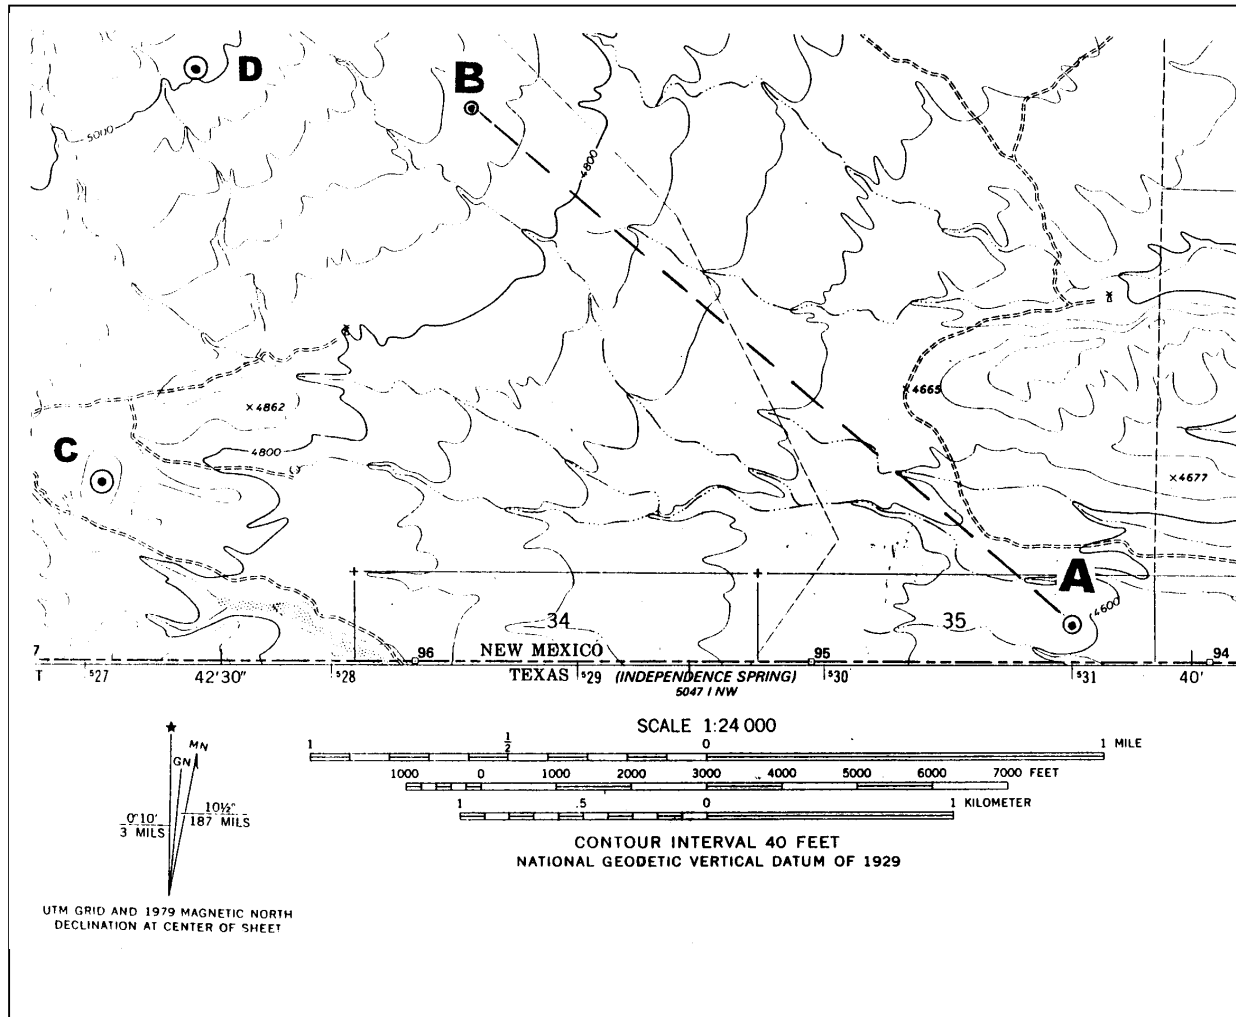 D
B
5000
4800
×4665
×4862
C
4800
×4677
A
4600
34
35
7
96
NEW MEXICO
95
94
T
527
42'30"
528
TEXAS
529
(INDEPENDENCE SPRING)
530
531
40'
5047 I NW
SCALE 1:24 000
1
1/2
0
1 MILE
1000
0
1000
2000
3000
4000
5000
6000
7000 FEET
1
.5
0
1 KILOMETER
CONTOUR INTERVAL 40 FEET
NATIONAL GEODETIC VERTICAL DATUM OF 1929
★
MN
GN
0°10'
3 MILS
10½°
187 MILS
UTM GRID AND 1979 MAGNETIC NORTH
DECLINATION AT CENTER OF SHEET